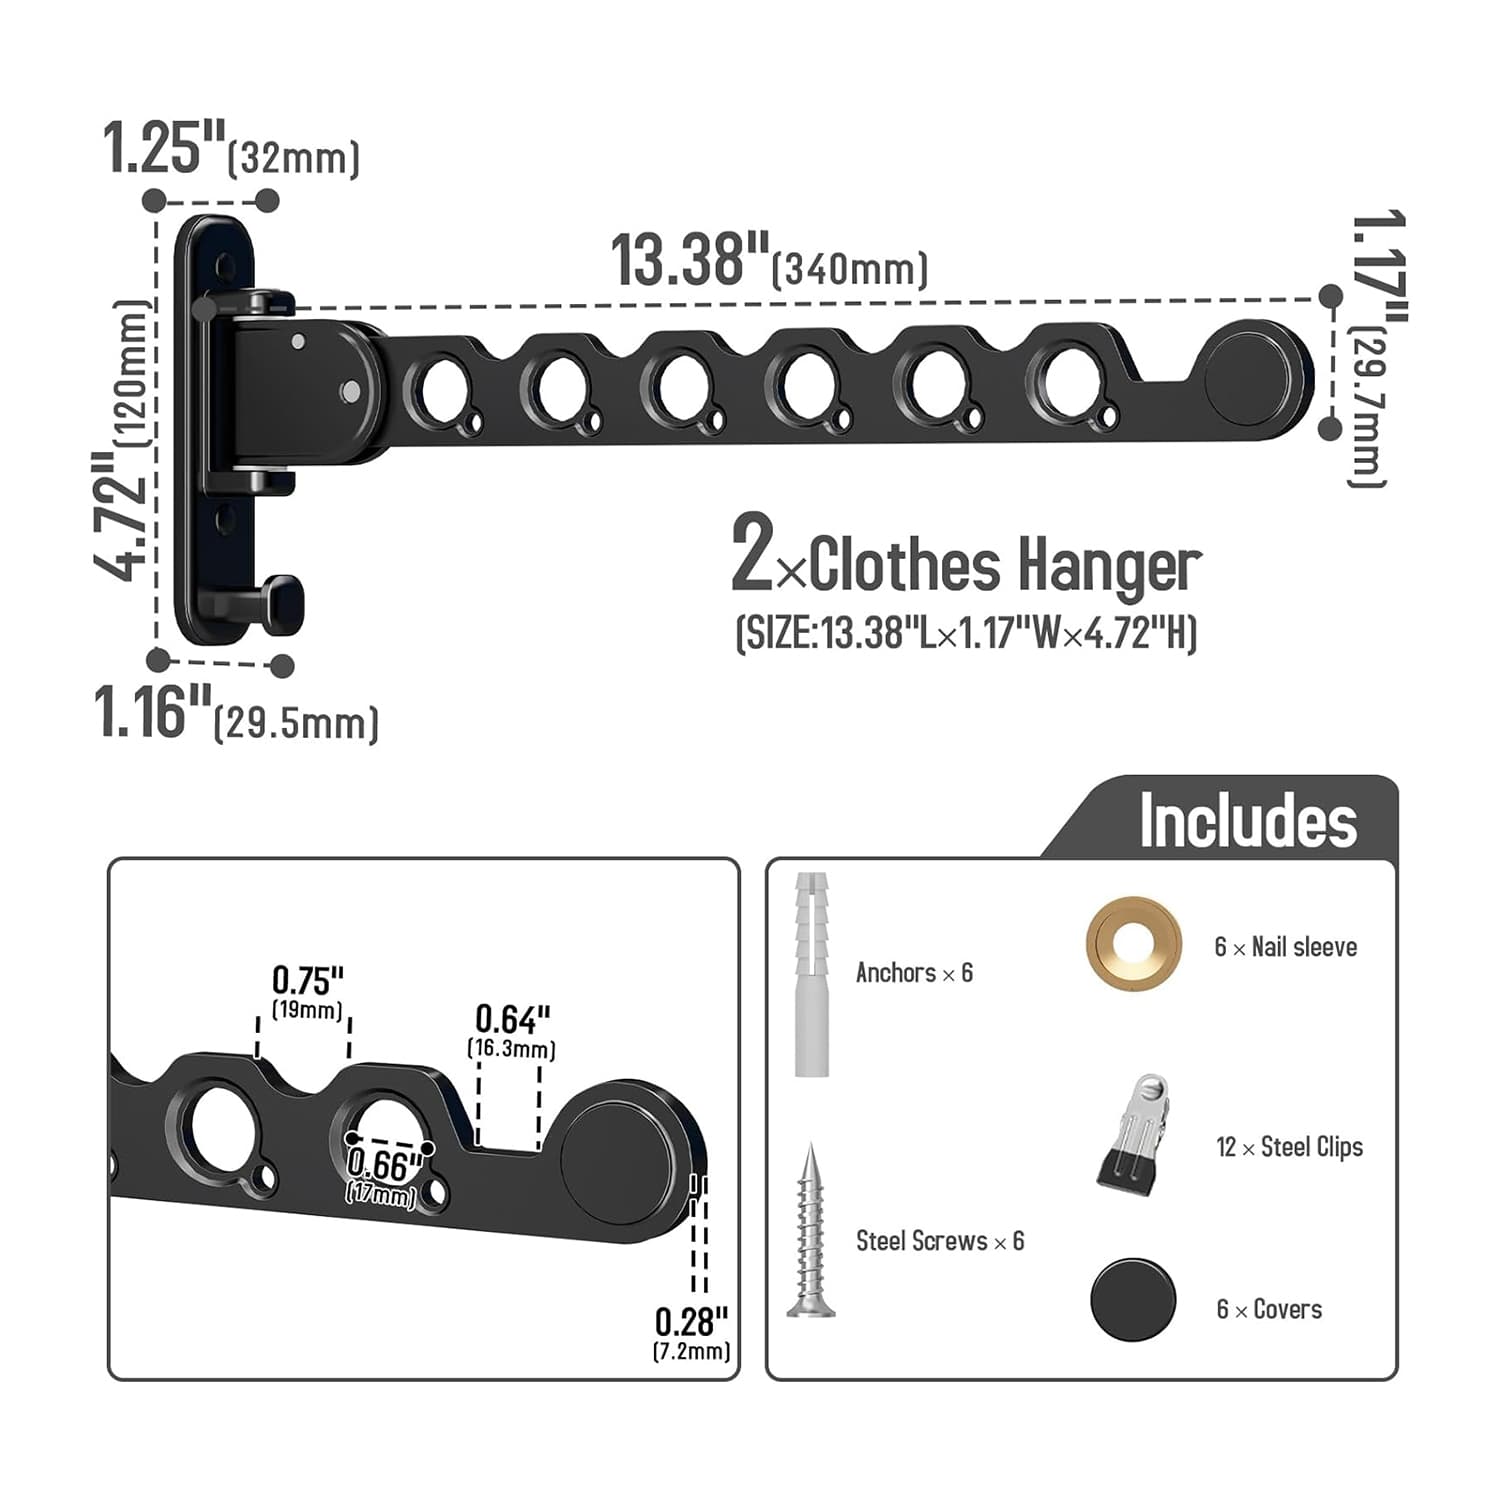 1.25"(32mm)
13.38"(340mm)
1.17"(29.7mm)
4.72"(120mm)
2×Clothes Hanger
(SIZE:13.38"L×1.17"W×4.72"H)
1.16"(29.5mm)
Includes
0.75"
(19mm)
0.64"
(16.3mm)
0.66"
(17mm)
0.28"
(7.2mm)
Anchors × 6
6 × Nail sleeve
12 × Steel Clips
Steel Screws × 6
6 × Covers